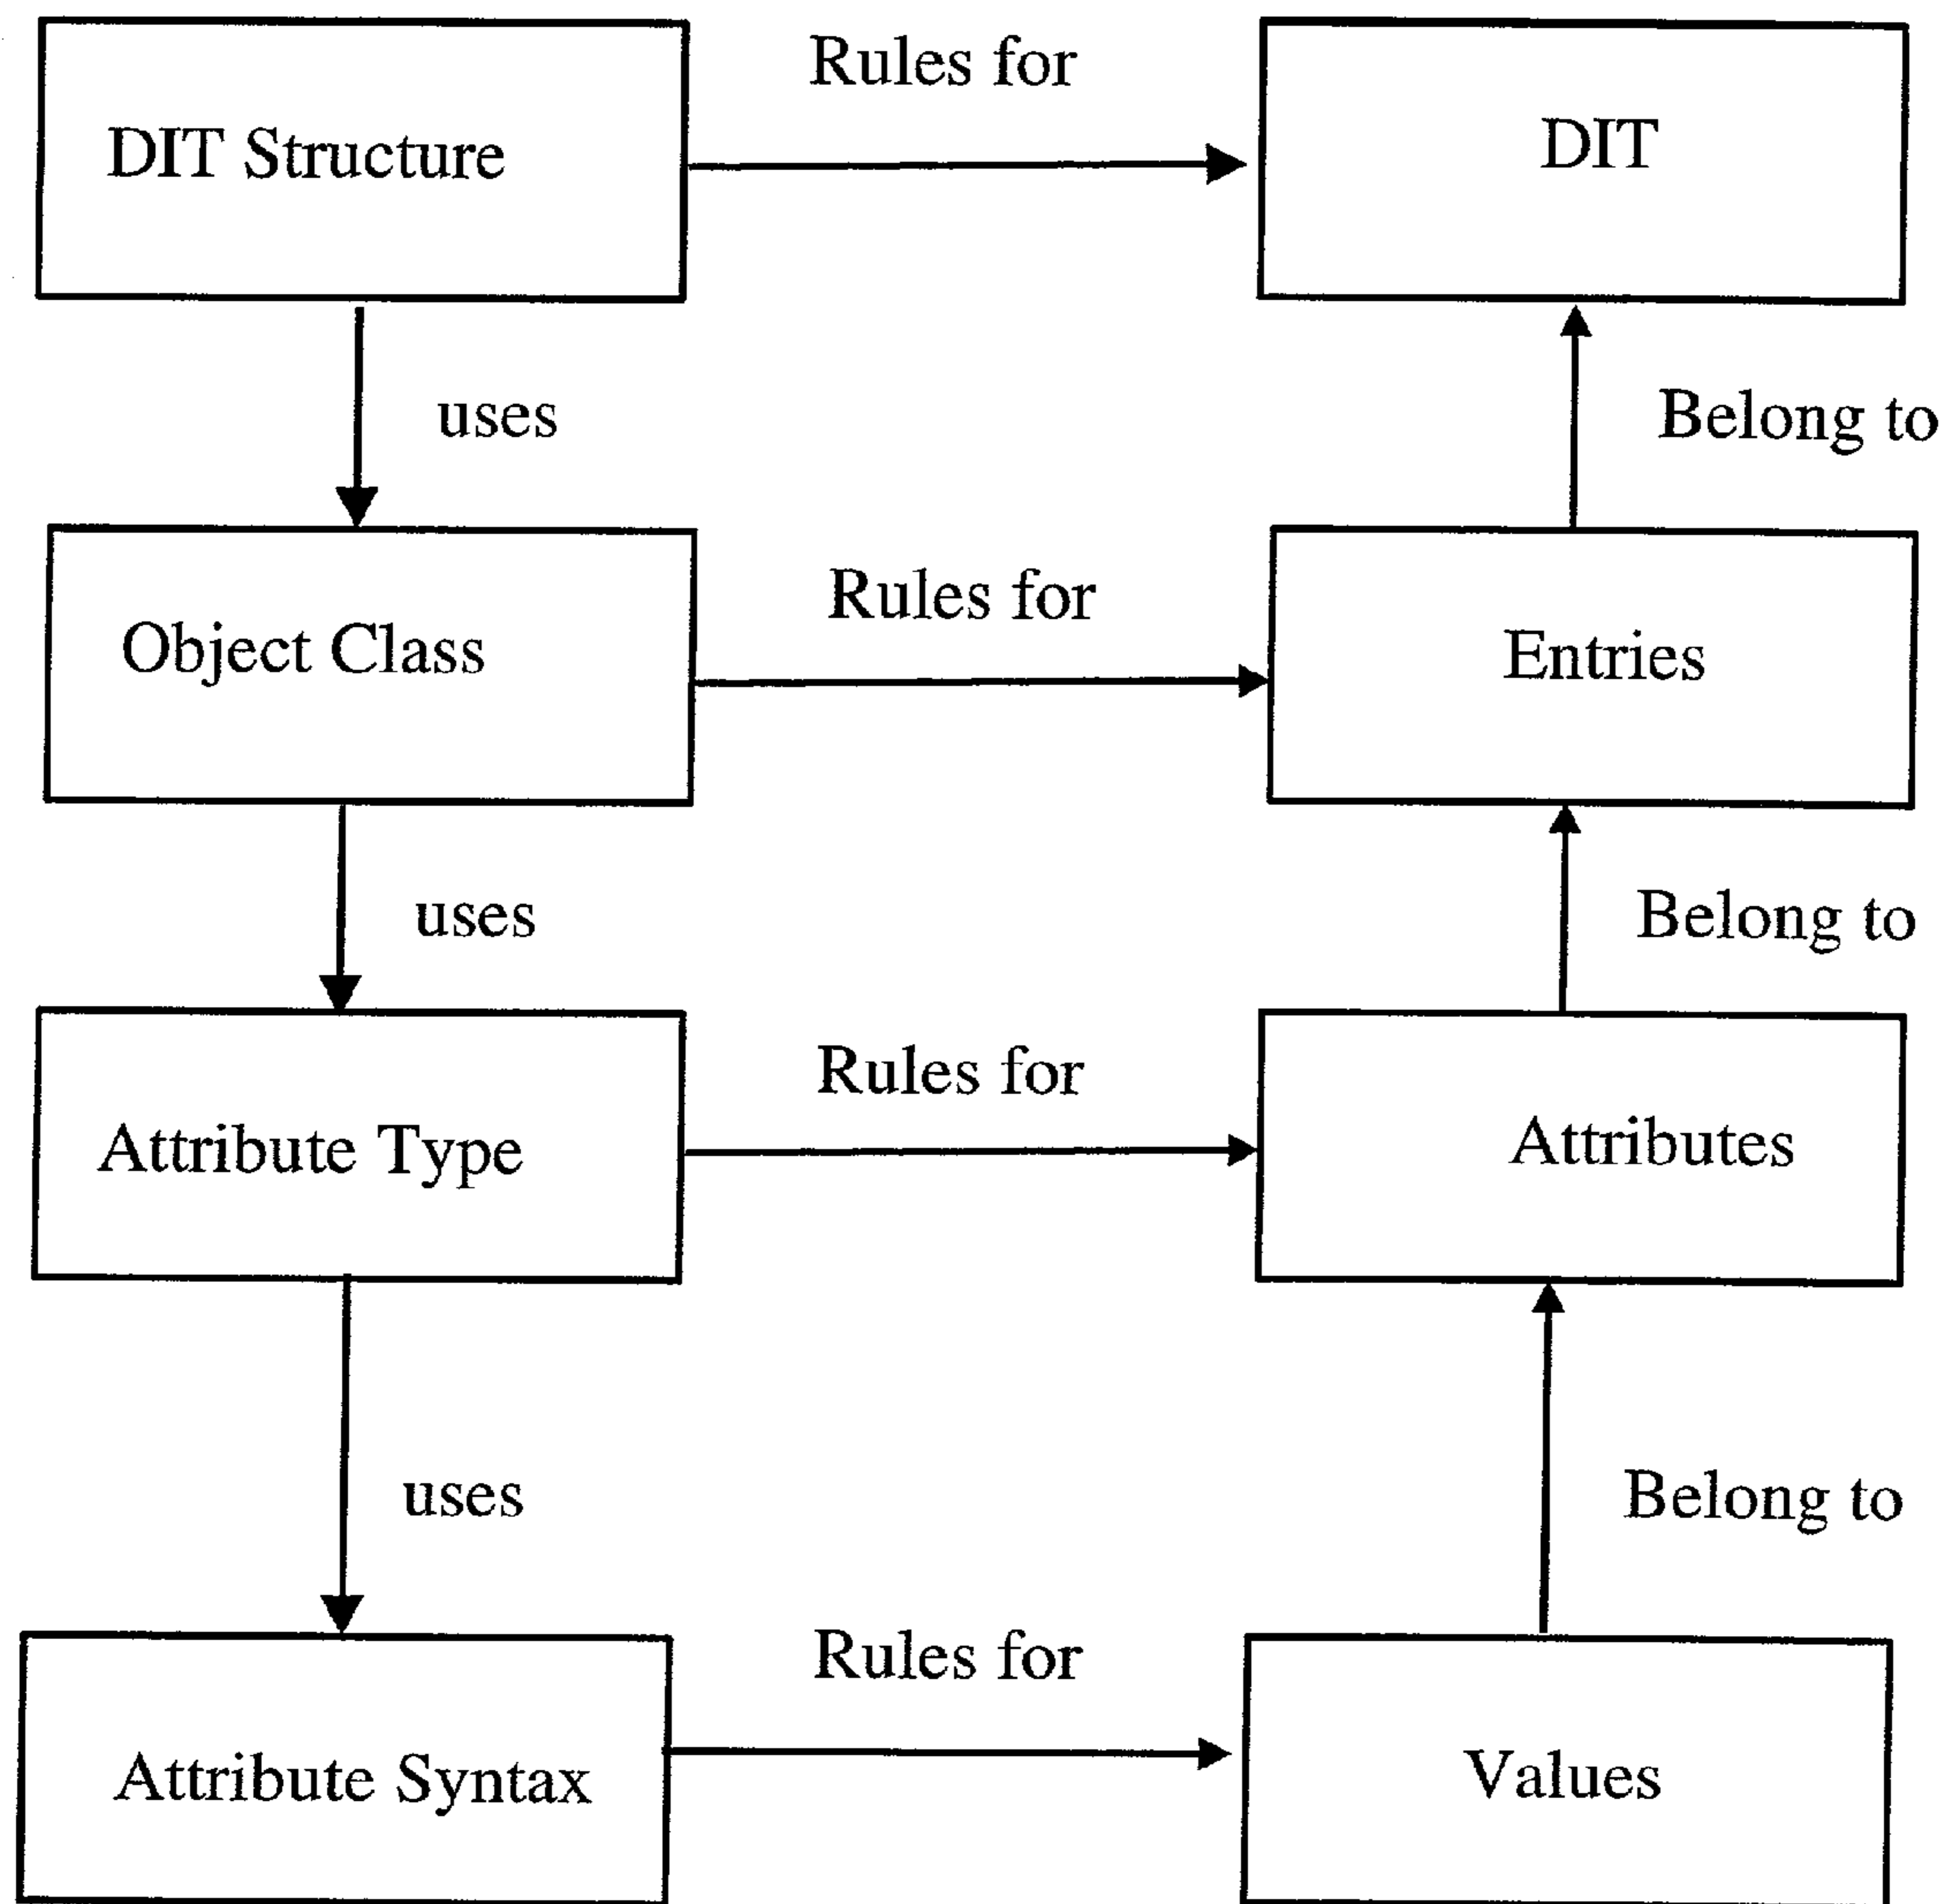 Rules for
DIT Structure
DIT
uses
Belong to
Rules for
Object Class
Entries
uses
Belong to
Rules for
Attribute Type
Attributes
uses
Belong to
Rules for
Attribute Syntax
Values